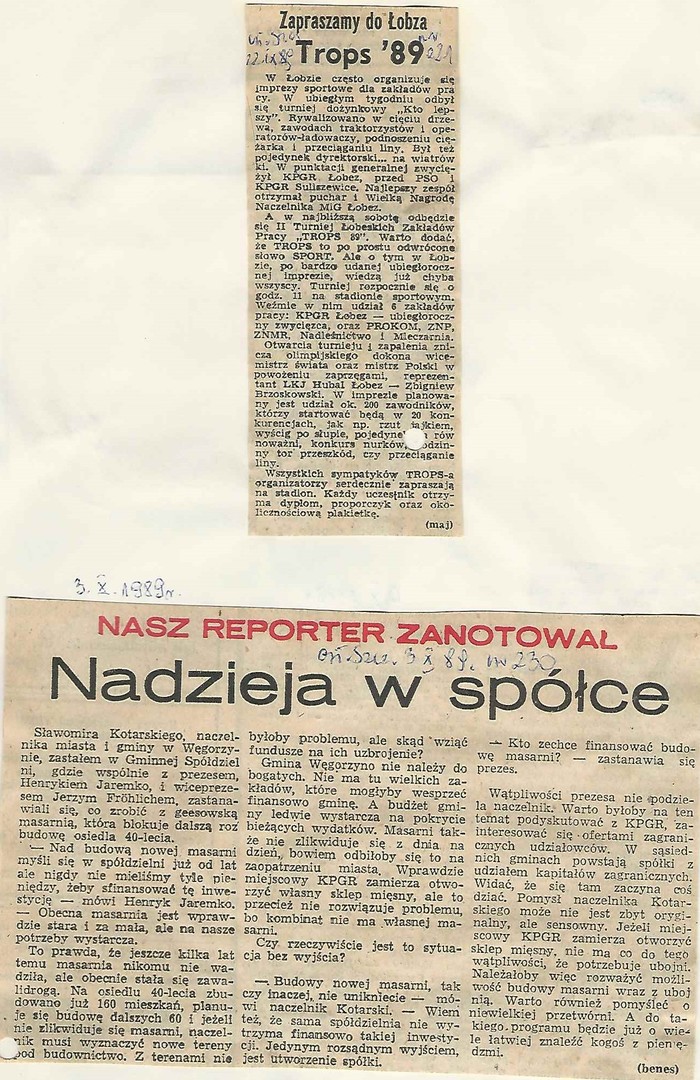 Zapraszamy do Łobza
Trops '89
nr 221
W Łobzie często organizuje się
imprezy sportowe dla zakładów pra
cy. W ubiegłym tygodniu odbył
się turniej dożynkowy „Kto lep-
szy”. Rywalizowano w cięciu drze-
wa, zawodach traktorzystów i ope-
ratorów-ładowaczy, podnoszeniu cię-
żarka i przeciąganiu liny. Był też
pojedynek dyrektorski... na wiatrów
ki. W punktacji generalnej zwycię-
żył KPGR Łobez, przed PSO i
KPGR Suliszewice. Najlepszy zespół
otrzymał puchar i Wielką Nagrodę
Naczelnika MiG Łobez.
A w najbliższą sobotę odbędzie
się II Turniej Łobeskich Zakładów
Pracy „TROPS 89”. Warto dodać,
że TROPS to po prostu odwrócone
słowo SPORT. Ale o tym w Łob-
zie, po bardzo udanej ubiegłorocz-
nej imprezie, wiedzą już chyba
wszyscy. Turniej rozpocznie się o
godz. 11 na stadionie sportowym.
Weźmie w nim udział 6 zakładów
pracy: KPGR Łobez — ubiegłorocz-
ny zwycięzca, oraz PROKOM, ZNP,
ZNMR, Nadleśnictwo i Mleczarnia.
Otwarcia turnieju i zapalenia zni-
cza olimpijskiego dokona wice-
mistrz świata oraz mistrz Polski w
powożeniu zaprzęgami, reprezen-
tant LKJ Hubal Łobez — Zbigniew
Brzoskowski. W imprezie planowa-
ny jest udział ok. 200 zawodników,
którzy startować będą w 20 kon-
kurencjach, jak np. rzut jajkiem,
wyścig po słupie, pojedynek rów
noważni, konkurs nurków, rodzin-
ny tor przeszkód, czy przeciąganie
liny.
Wszystkich sympatyków TROPS-a
organizatorzy serdecznie zapraszają
na stadion. Każdy uczestnik otrzy-
ma dyplom, proporczyk oraz oko-
licznościową plakietkę.
(maj)
3. X. 1989r.
NASZ REPORTER ZANOTOWAŁ
3 X 89. nr 230
Nadzieja w spółce
Sławomira Kotarskiego, naczel-
nika miasta i gminy w Węgorzy-
nie, zastałem w Gminnej Spółdziel
ni, gdzie wspólnie z prezesem,
Henrykiem Jaremko, i wicepreze-
sem Jerzym Fröhlichem, zastana-
wiali się, co zrobić z geesowską
masarnią, która blokuje dalszą roz
budowę osiedla 40-lecia.
— Nad budową nowej masarni
myśli się w spółdzielni już od lat
ale nigdy nie mieliśmy tyle pie-
niędzy, żeby sfinansować tę inwe-
stycję — mówi Henryk Jaremko.
— Obecna masarnia jest wpraw-
dzie stara i za mała, ale na nasze
potrzeby wystarcza.
To prawda, że jeszcze kilka lat
temu masarnia nikomu nie wa-
dziła, ale obecnie stała się zawa-
lidrogą. Na osiedlu 40-lecia zbu-
dowano już 160 mieszkań, planu-
je się budowę dalszych 60 i jeżeli
nie zlikwiduje się masarni, naczel-
nik musi wyznaczyć nowe tereny
pod budownictwo. Z terenami nie
byłoby problemu, ale skąd wziąć
fundusze na ich uzbrojenie?
Gmina Węgorzyno nie należy do
bogatych. Nie ma tu wielkich za-
kładów, które mogłyby wesprzeć
finansowo gminę. A budżet gmi-
ny ledwie wystarcza na pokrycie
bieżących wydatków. Masarni tak-
że nie zlikwiduje się z dnia na
dzień, bowiem odbiłoby się to na
zaopatrzeniu miasta. Wprawdzie
miejscowy KPGR zamierza otwo-
rzyć własny sklep mięsny, ale to
przecież nie rozwiązuje problemu,
bo kombinat nie ma własnej ma-
sarni.
Czy rzeczywiście jest to sytua-
cja bez wyjścia?
— Budowy nowej masarni, tak
czy inaczej, nie unikniecie — mó-
wi naczelnik Kotarski. — Wiem
też, że sama spółdzielnia nie wy-
trzyma finansowo takiej inwesty-
cji. Jedynym rozsądnym wyjściem,
jest utworzenie spółki.
— Kto zechce finansować budo-
wę masarni? — zastanawia się
prezes.
Wątpliwości prezesa nie podzie-
la naczelnik. Warto byłoby na ten
temat podyskutować z KPGR, za-
interesować się ofertami zagrani-
cznych udziałowców. W sąsied-
nich gminach powstają spółki z
udziałem kapitałów zagranicznych.
Widać, że się tam zaczyna coś
dziać. Pomysł naczelnika Kotar-
skiego może nie jest zbyt orygi-
nalny, ale sensowny. Jeżeli miej-
scowy KPGR zamierza otworzyć
sklep mięsny, nie ma co do tego
wątpliwości, że potrzebuje ubojni.
Należałoby więc rozważyć możli-
wość budowy masarni wraz z uboj
nią. Warto również pomyśleć o
niewielkiej przetwórni. A do ta-
kiego programu będzie już o wie-
le łatwiej znaleźć kogoś z pienię-
dzmi.
(benes)